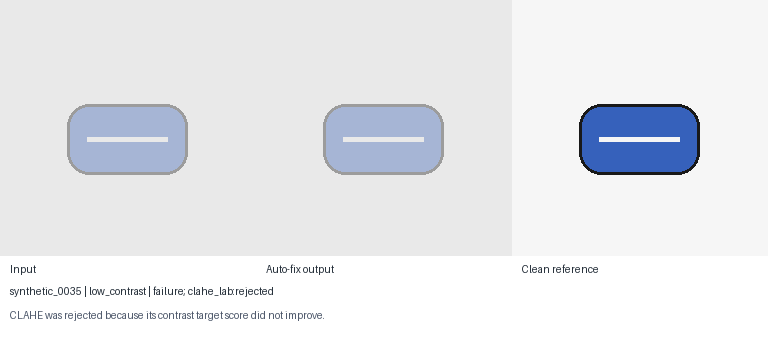 Input
Auto-fix output
Clean reference
synthetic_0035 | low_contrast | failure; clahe_lab:rejected
CLAHE was rejected because its contrast target score did not improve.